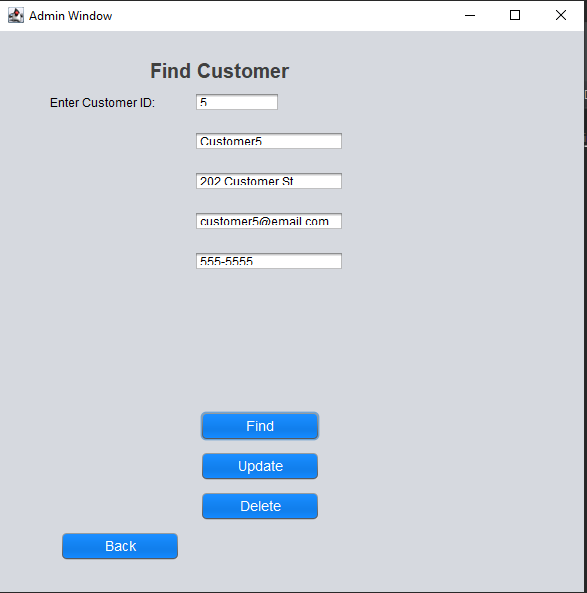 Admin Window
Find Customer
Enter Customer ID: 5
Customer5
202 Customer St
customer5@email.com
555-5555
Find
Update
Delete
Back